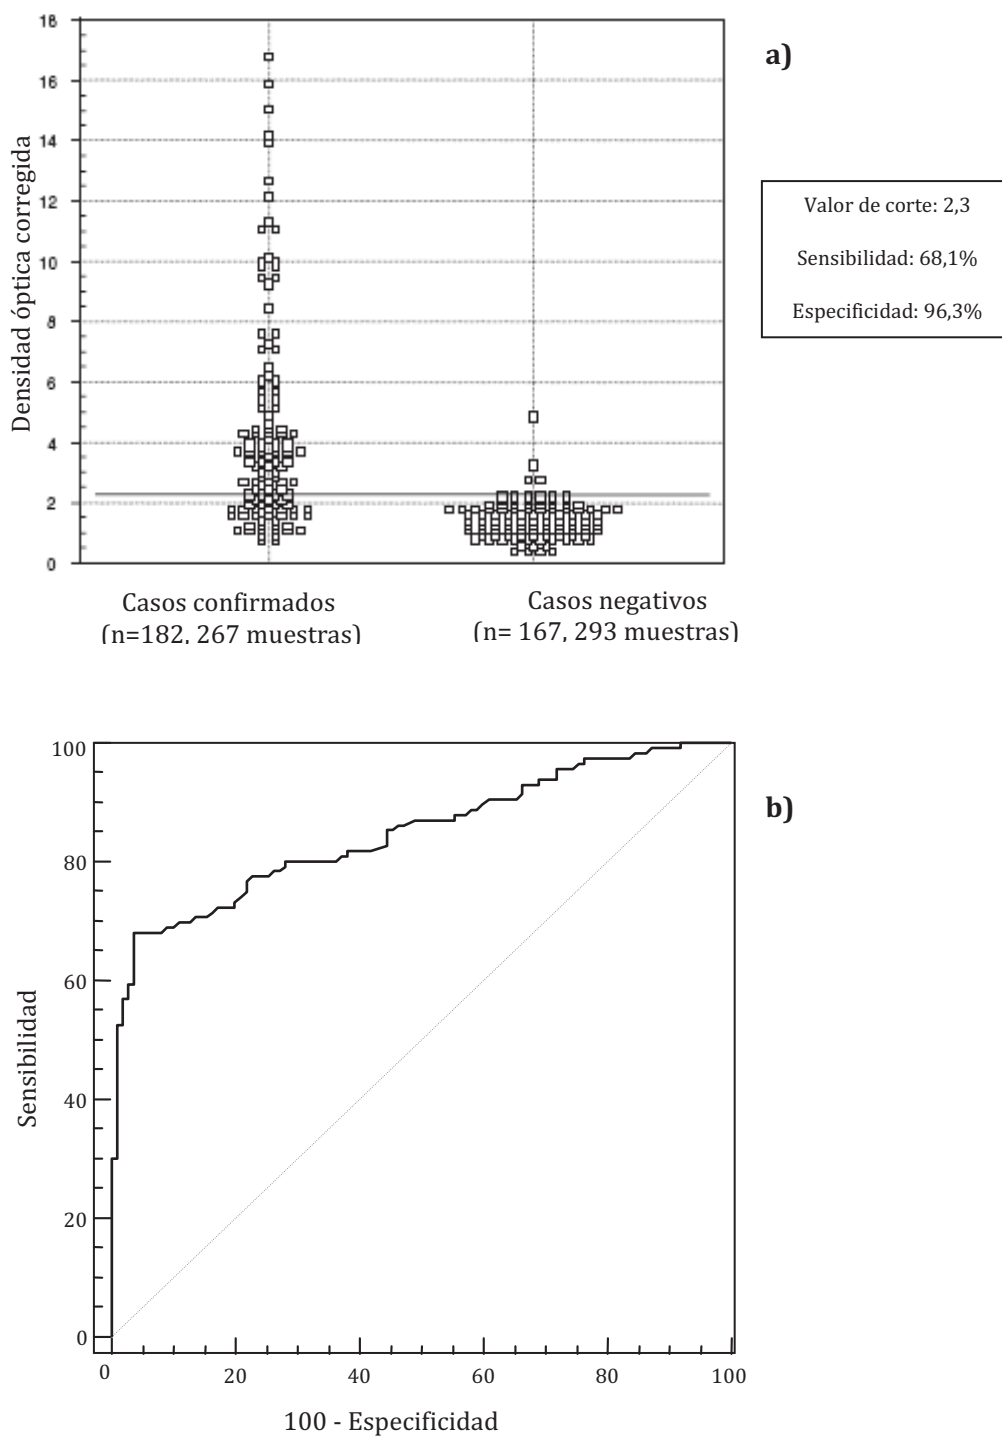 18
16
14
12
10
8
6
4
2
0
Densidad óptica corregida
a)
Valor de corte: 2,3
Sensibilidad: 68,1%
Especificidad: 96,3%
Casos confirmados
(n=182, 267 muestras)
Casos negativos
(n= 167, 293 muestras)
100
80
60
40
20
0
Sensibilidad
b)
0
20
40
60
80
100
100 - Especificidad